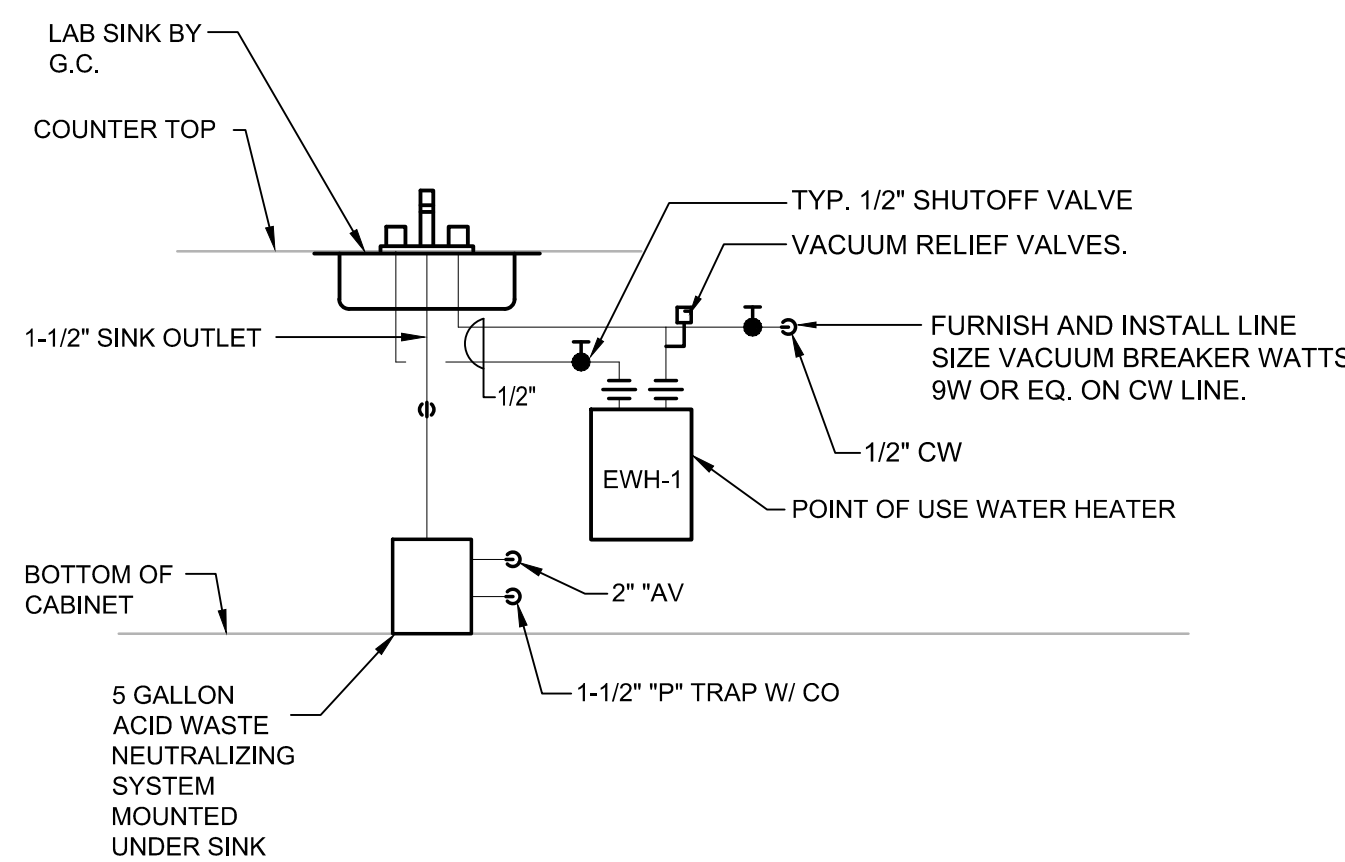 LAB SINK BY
G.C.
COUNTER TOP
TYP. 1/2" SHUTOFF VALVE
VACUUM RELIEF VALVES.
1-1/2" SINK OUTLET
FURNISH AND INSTALL LINE
SIZE VACUUM BREAKER WATTS
9W OR EQ. ON CW LINE.
1/2"
1/2" CW
EWH-1
POINT OF USE WATER HEATER
BOTTOM OF
CABINET
2" "AV
1-1/2" "P" TRAP W/ CO
5 GALLON
ACID WASTE
NEUTRALIZING
SYSTEM
MOUNTED
UNDER SINK